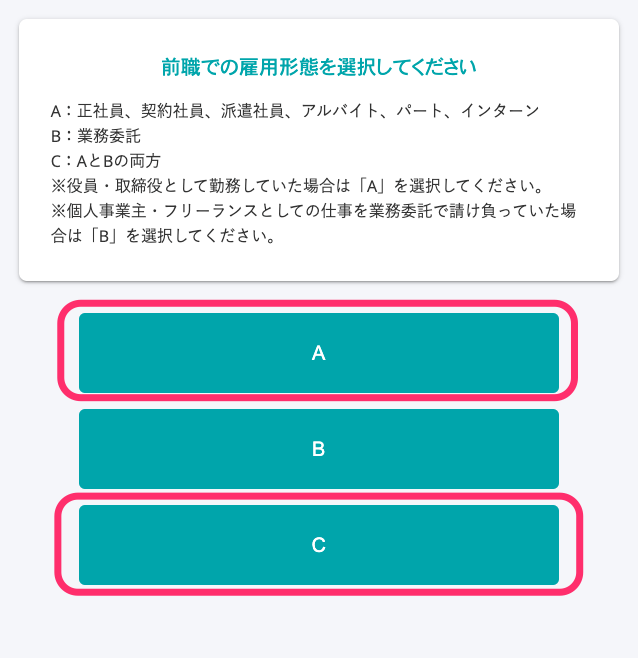 前職での雇用形態を選択してください
A：正社員、契約社員、派遣社員、アルバイト、パート、インターン
B：業務委託
C：AとBの両方
※役員・取締役として勤務していた場合は「A」を選択してください。
※個人事業主・フリーランスとしての仕事を業務委託で請け負っていた場
合は「B」を選択してください。
A
B
C